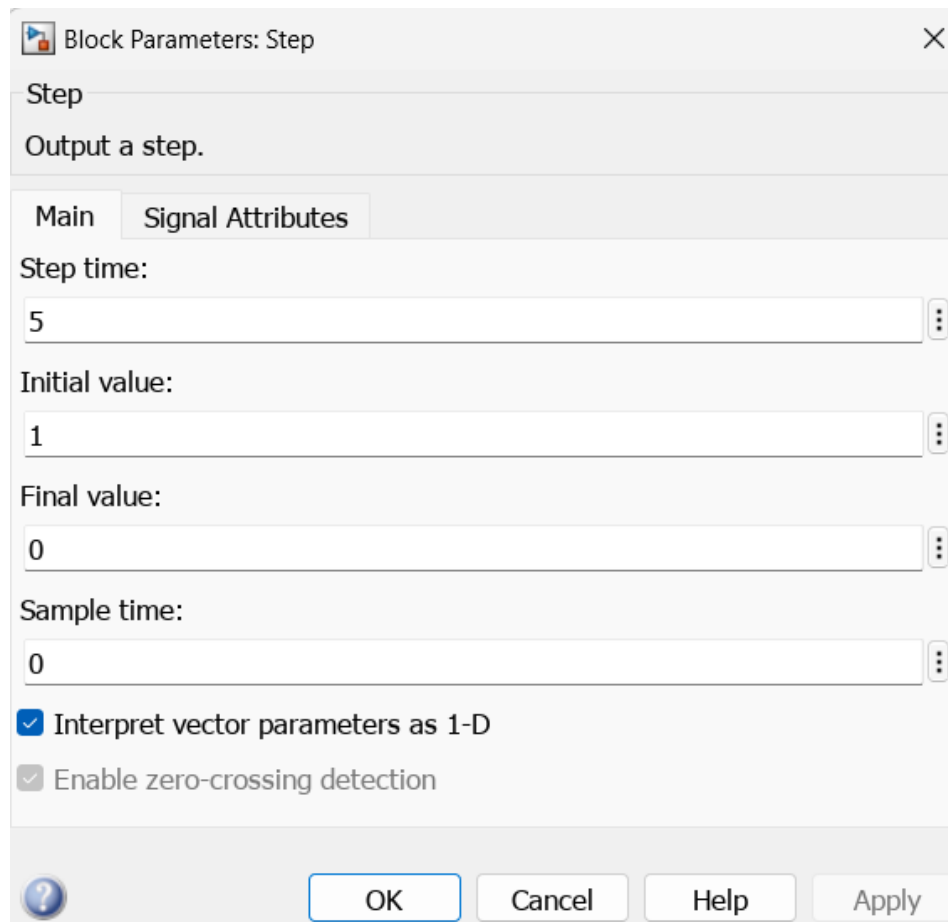 Block Parameters: Step
Step
Output a step.
Main Signal Attributes
Step time:
5
Initial value:
1
Final value:
0
Sample time:
0
Interpret vector parameters as 1-D
Enable zero-crossing detection
? OK Cancel Help Apply